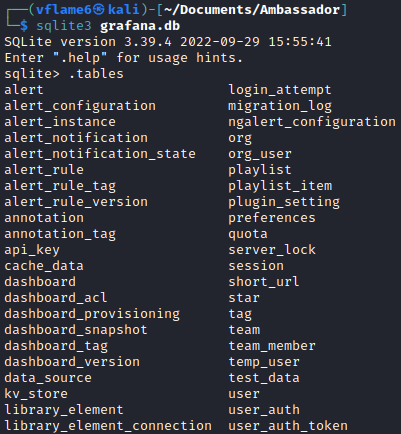 ┌──(vflame6㉿kali)-[~/Documents/Ambassador]
└─$ sqlite3 grafana.db
SQLite version 3.39.4 2022-09-29 15:55:41
Enter ".help" for usage hints.
sqlite> .tables
alert                       login_attempt
alert_configuration         migration_log
alert_instance              ngalert_configuration
alert_notification          org
alert_notification_state    org_user
alert_rule                  playlist
alert_rule_tag              playlist_item
alert_rule_version          plugin_setting
annotation                  preferences
annotation_tag              quota
api_key                     server_lock
cache_data                  session
dashboard                   short_url
dashboard_acl               star
dashboard_provisioning      tag
dashboard_snapshot          team
dashboard_tag               team_member
dashboard_version           temp_user
data_source                 test_data
kv_store                    user
library_element             user_auth
library_element_connection  user_auth_token